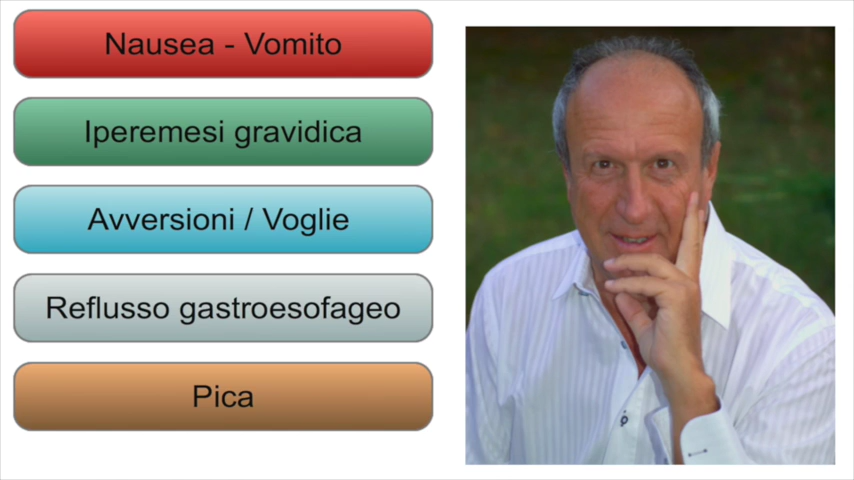 Nausea - Vomito
Iperemesi gravidica
Avversioni / Voglie
Reflusso gastroesofageo
Pica